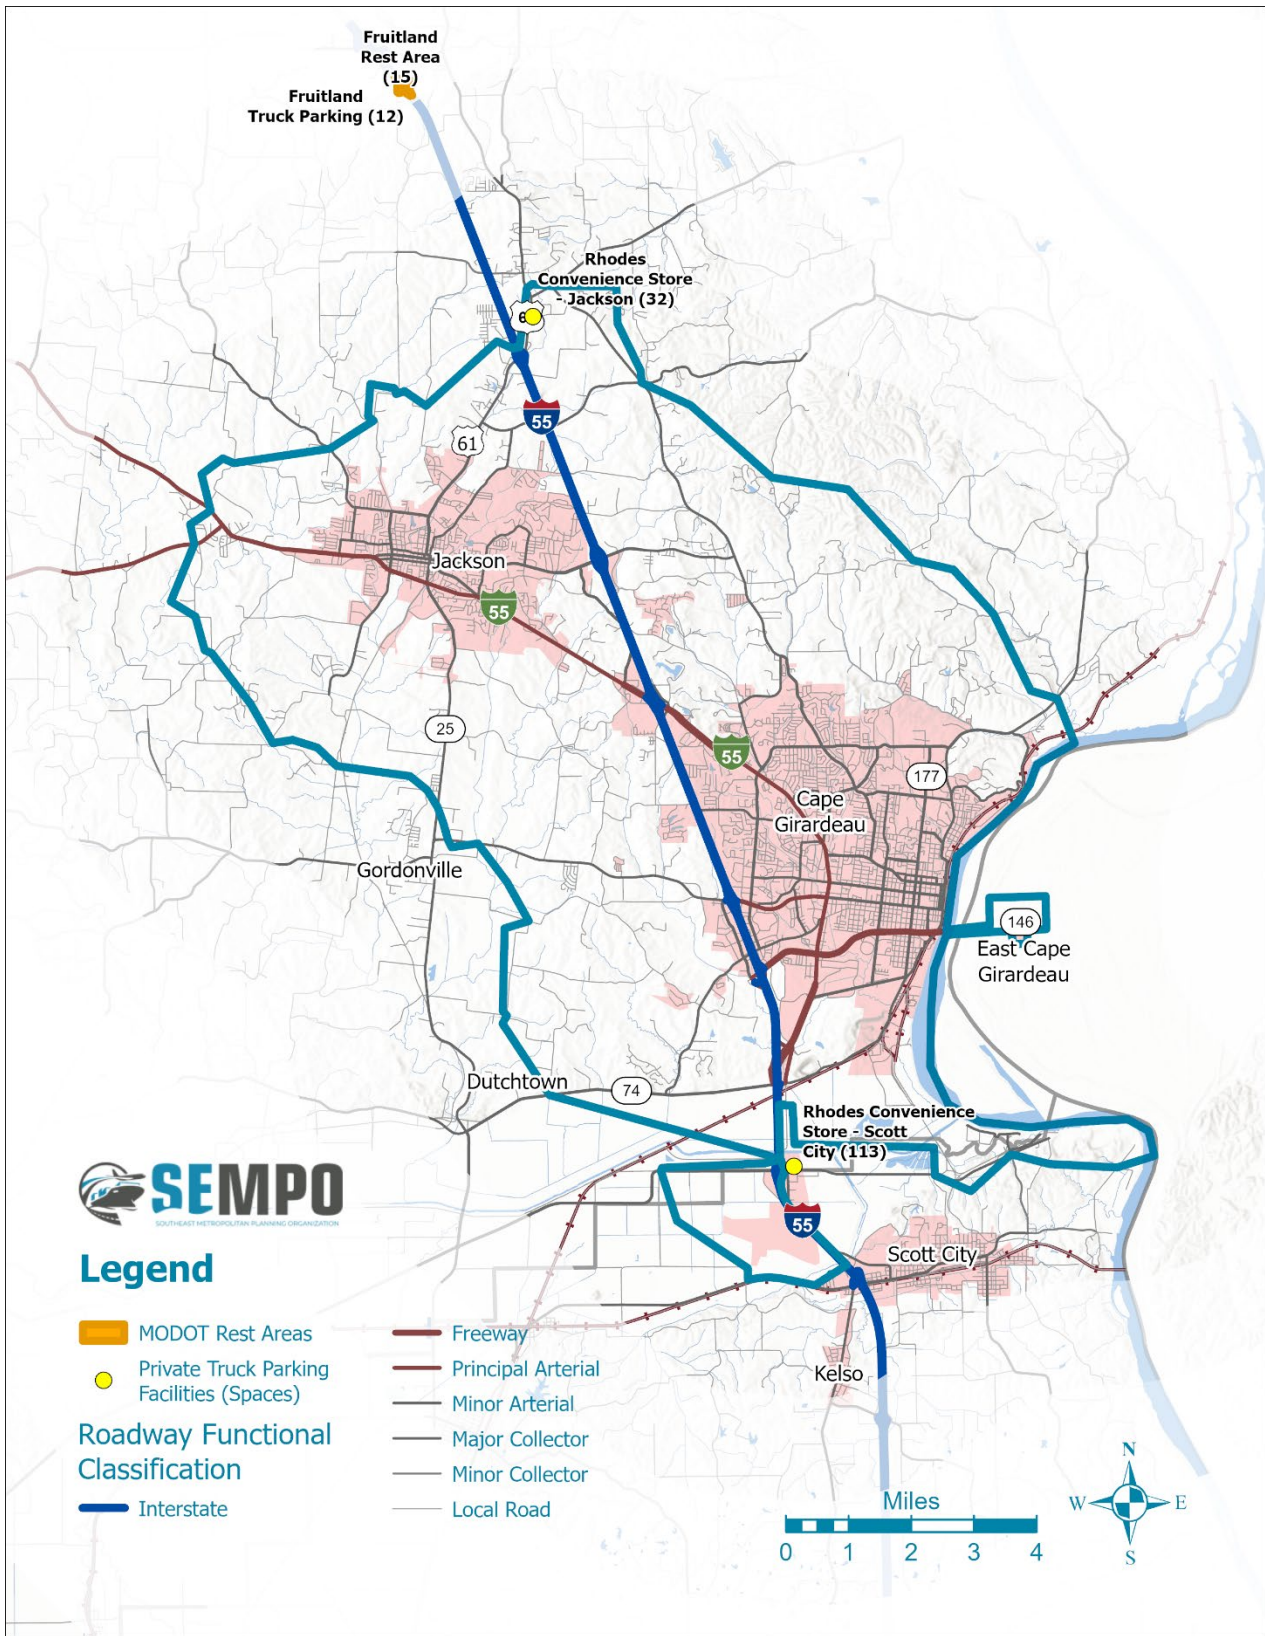 Fruitland
Rest Area
(15)
Fruitland
Truck Parking (12)
Rhodes
Convenience Store
- Jackson (32)
6
55
61
Jackson
55
25
55
177
Cape
Girardeau
Gordonville
146
East Cape
Girardeau
Dutchtown
74
Rhodes Convenience
Store - Scott
City (113)
55
Scott City
Kelso
SEMPO
SOUTHEAST METROPOLITAN PLANNING ORGANIZATION
Legend
MODOT Rest Areas
Private Truck Parking
Facilities (Spaces)
Roadway Functional
Classification
Interstate
Freeway
Principal Arterial
Minor Arterial
Major Collector
Minor Collector
Local Road
Miles
0 1 2 3 4
N
W E
S